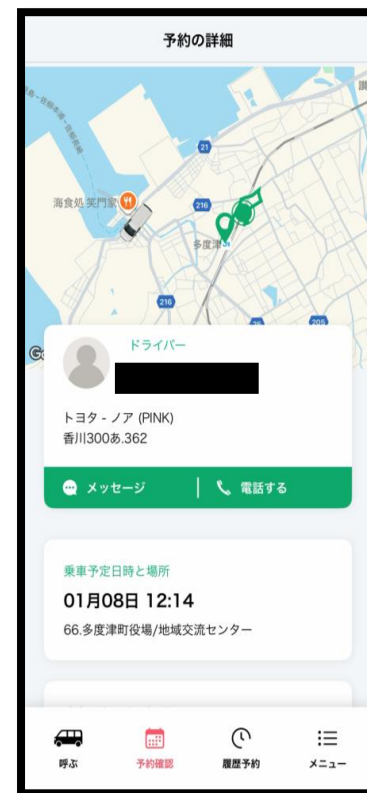 予約の詳細
21
海食処 笑門家
216
多度津
216
205
ドライバー
トヨタ - ノア (PINK)
香川300あ.362
メッセージ
電話する
乗車予定日時と場所
01月08日 12:14
66.多度津町役場/地域交流センター
呼ぶ
予約確認
履歴予約
メニュー